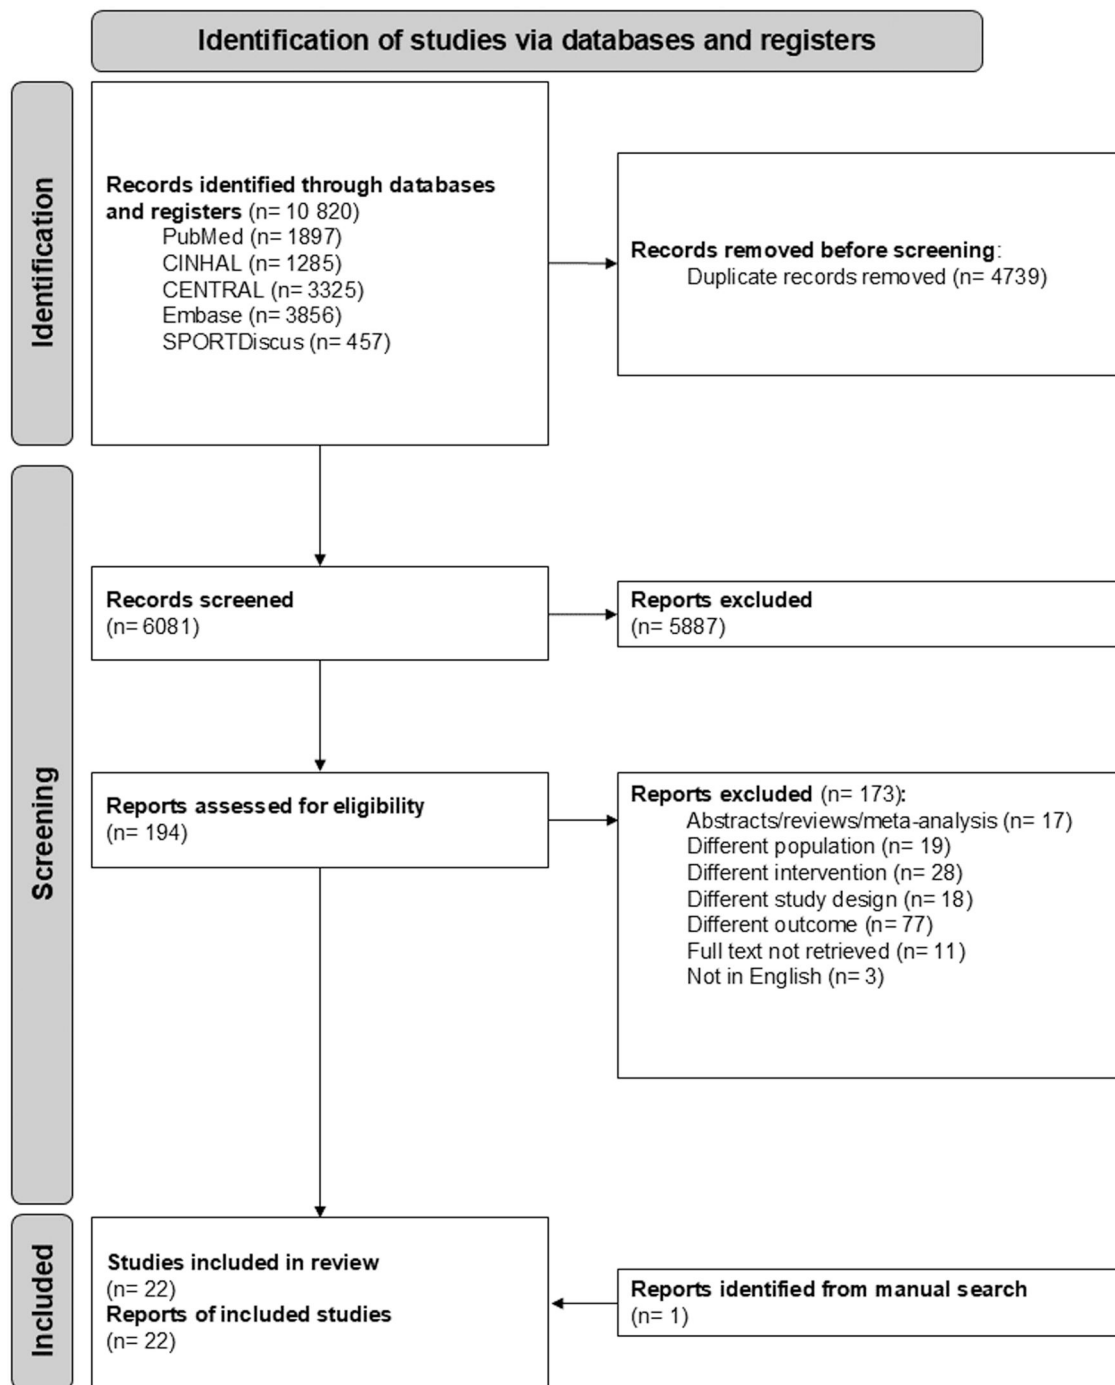 Identification of studies via databases and registers
Identification
Records identified through databases
and registers (n= 10 820)
PubMed (n= 1897)
CINHAL (n= 1285)
CENTRAL (n= 3325)
Embase (n= 3856)
SPORTDiscus (n= 457)
Records removed before screening:
Duplicate records removed (n= 4739)
Screening
Records screened
(n= 6081)
Reports excluded
(n= 5887)
Reports assessed for eligibility
(n= 194)
Reports excluded (n= 173):
Abstracts/reviews/meta-analysis (n= 17)
Different population (n= 19)
Different intervention (n= 28)
Different study design (n= 18)
Different outcome (n= 77)
Full text not retrieved (n= 11)
Not in English (n= 3)
Included
Studies included in review
(n= 22)
Reports of included studies
(n= 22)
Reports identified from manual search
(n= 1)